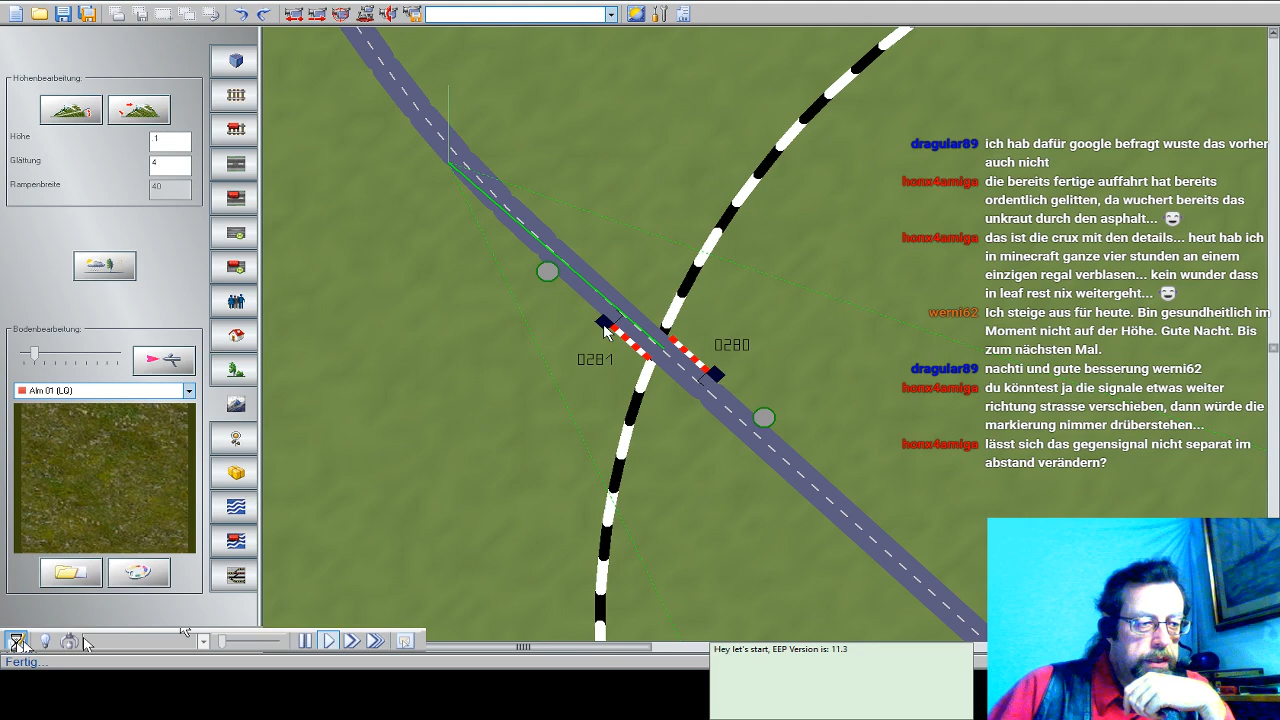 Höhenbearbeitung:
Höhe
.1
Glättung
4
Rampenbreite
40
Bodenbearbeitung:
Alm 01 (LQ)
0281
0280
dragular89 ich hab dafür google befragt wuste das vorher
auch nicht
honx4amiga die bereits fertige auffahrt hat bereits
ordentlich gelitten, da wuchert bereits das
unkraut durch den asphalt...
honx4amiga das ist die crux mit den details... heut hab ich
in minecraft ganze vier stunden an einem
einzigen regal verblasen... kein wunder dass
in leaf rest nix weitergeht...
werni62 Ich steige aus für heute. Bin gesundheitlich im
Moment nicht auf der Höhe. Gute Nacht. Bis
zum nächsten Mal.
dragular89 nachti und gute besserung werni62
honx4amiga du könntest ja die signale etwas weiter
richtung strasse verschieben, dann würde die
markierung nimmer drüberstehen...
honx4amiga lässt sich das gegensignal nicht separat im
abstand verändern?
Fertig...
Hey let's start, EEP Version is: 11.3